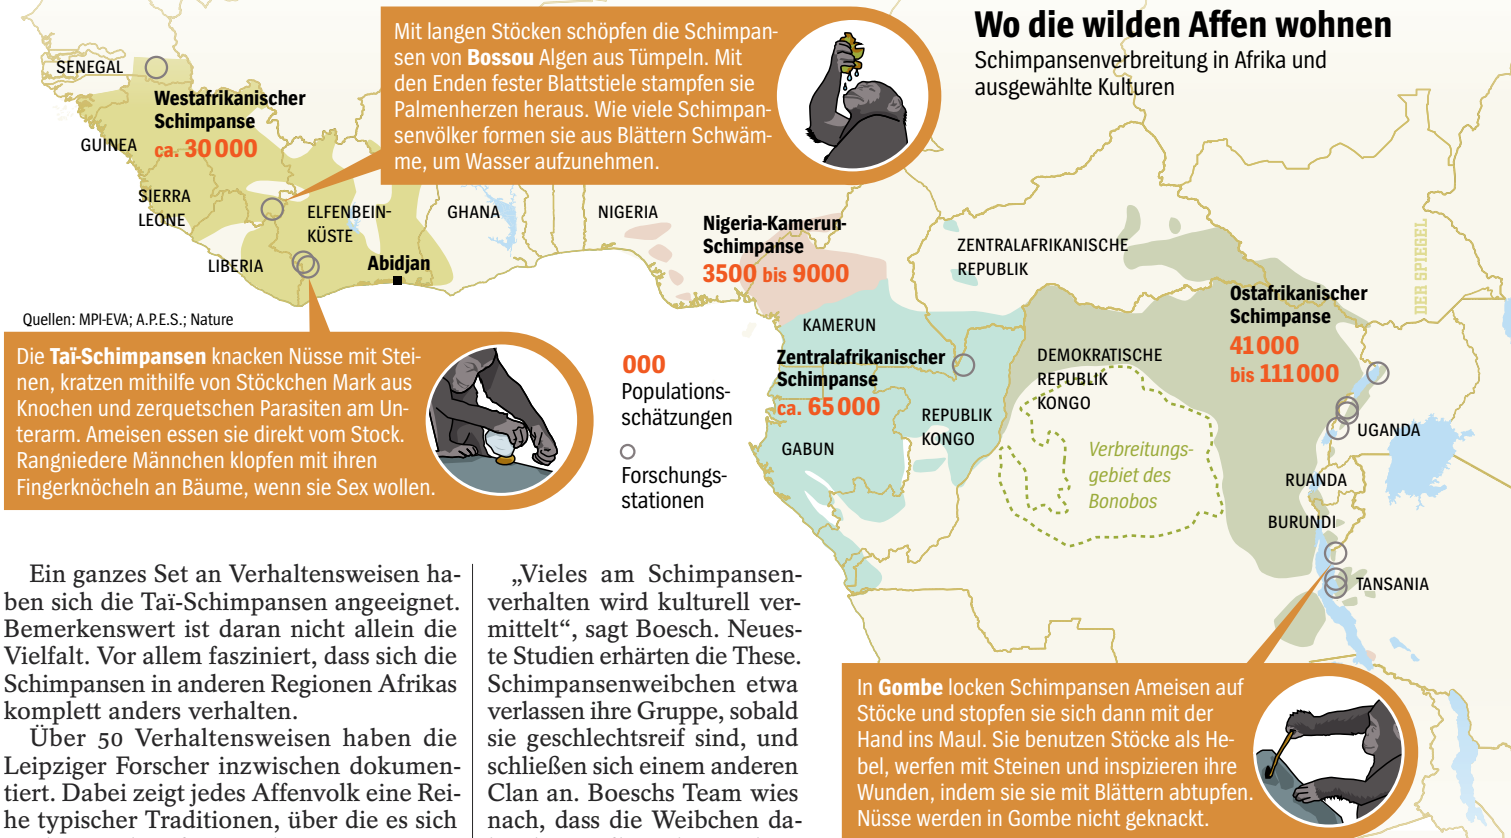 Wo die wilden Affen wohnen
Schimpansenverbreitung in Afrika und
ausgewählte Kulturen
Mit langen Stöcken schöpfen die Schimpan-
sen von Bossou Algen aus Tümpeln. Mit
den Enden fester Blattstiele stampfen sie
Palmenherzen heraus. Wie viele Schimpan-
senvölker formen sie aus Blättern Schwäm-
me, um Wasser aufzunehmen.
SENEGAL
Westafrikanischer
Schimpanse
ca. 30 000
GUINEA
SIERRA
LEONE
LIBERIA
ELFENBEIN-
KÜSTE
Abidjan
GHANA
NIGERIA
Nigeria-Kamerun-
Schimpanse
3500 bis 9000
ZENTRALAFRIKANISCHE
REPUBLIK
DER SPIEGEL
Ostafrikanischer
Schimpanse
41 000
bis 111 000
KAMERUN
Zentralafrikanischer
Schimpanse
ca. 65 000
GABUN
REPUBLIK
KONGO
DEMOKRATISCHE
REPUBLIK
KONGO
Verbreitungs-
gebiet des
Bonobos
UGANDA
RUANDA
BURUNDI
TANSANIA
Quellen: MPI-EVA; A.P.E.S.; Nature
Die Taï-Schimpansen knacken Nüsse mit Stei-
nen, kratzen mithilfe von Stöckchen Mark aus
Knochen und zerquetschen Parasiten am Un-
terarm. Ameisen essen sie direkt vom Stock.
Rangniedere Männchen klopfen mit ihren
Fingerknöcheln an Bäume, wenn sie Sex wollen.
000
Populations-
schätzungen
Forschungs-
stationen
In Gombe locken Schimpansen Ameisen auf
Stöcke und stopfen sie sich dann mit der
Hand ins Maul. Sie benutzen Stöcke als He-
bel, werfen mit Steinen und inspizieren ihre
Wunden, indem sie sie mit Blättern abtupfen.
Nüsse werden in Gombe nicht geknackt.
Ein ganzes Set an Verhaltensweisen ha-
ben sich die Taï-Schimpansen angeeignet.
Bemerkenswert ist daran nicht allein die
Vielfalt. Vor allem fasziniert, dass sich die
Schimpansen in anderen Regionen Afrikas
komplett anders verhalten.
Über 50 Verhaltensweisen haben die
Leipziger Forscher inzwischen dokumen-
tiert. Dabei zeigt jedes Affenvolk eine Rei-
he typischer Traditionen, über die es sich
„Vieles am Schimpansen-
verhalten wird kulturell ver-
mittelt“, sagt Boesch. Neues-
te Studien erhärten die These.
Schimpansenweibchen etwa
verlassen ihre Gruppe, sobald
sie geschlechtsreif sind, und
schließen sich einem anderen
Clan an. Boeschs Team wies
nach, dass die Weibchen da-